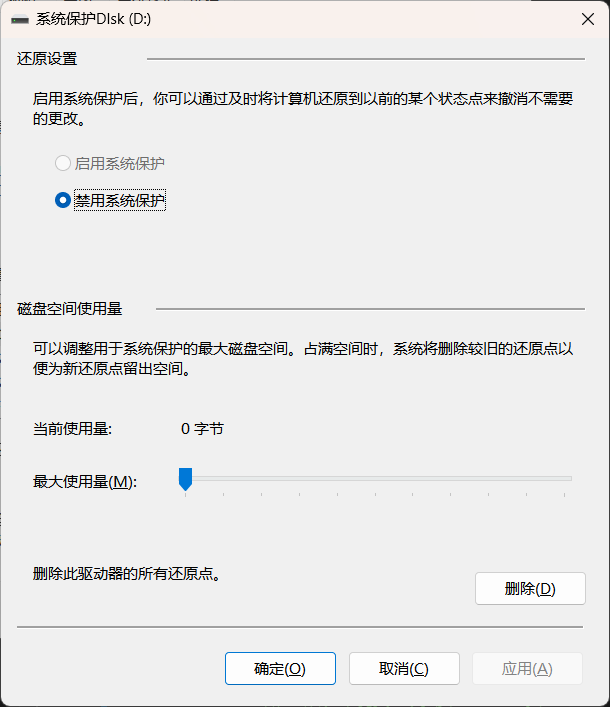 系统保护DIsk (D:)
还原设置
启用系统保护后，你可以通过及时将计算机还原到以前的某个状态点来撤消不需要
的更改。
启用系统保护
禁用系统保护
磁盘空间使用量
可以调整用于系统保护的最大磁盘空间。占满空间时，系统将删除较旧的还原点以
便为新还原点留出空间。
当前使用量: 0 字节
最大使用量(M):
删除此驱动器的所有还原点。
删除(D)
确定(O) 取消(C) 应用(A)